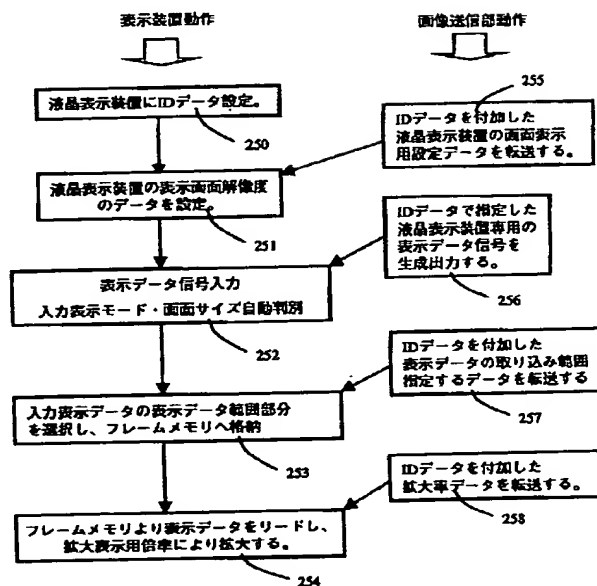 表示装置動作
画像送信部動作
液晶表示装置にIDデータ設定。
250
255
IDデータを付加した
液晶表示装置の画面表示
用設定データを転送する。
液晶表示装置の表示画面解像度
のデータを設定。
251
IDデータで指定した
液晶表示装置専用の
表示データ信号を
生成出力する。
256
表示データ信号入力
入力表示モード・画面サイズ自動判別
252
IDデータを付加した
表示データの取り込み範囲
指定するデータを転送する
257
入力表示データの表示データ範囲部分
を選択し、フレームメモリへ格納
253
IDデータを付加した
拡大率データを転送する。
258
フレームメモリより表示データをリードし、
拡大表示用倍率により拡大する。
254